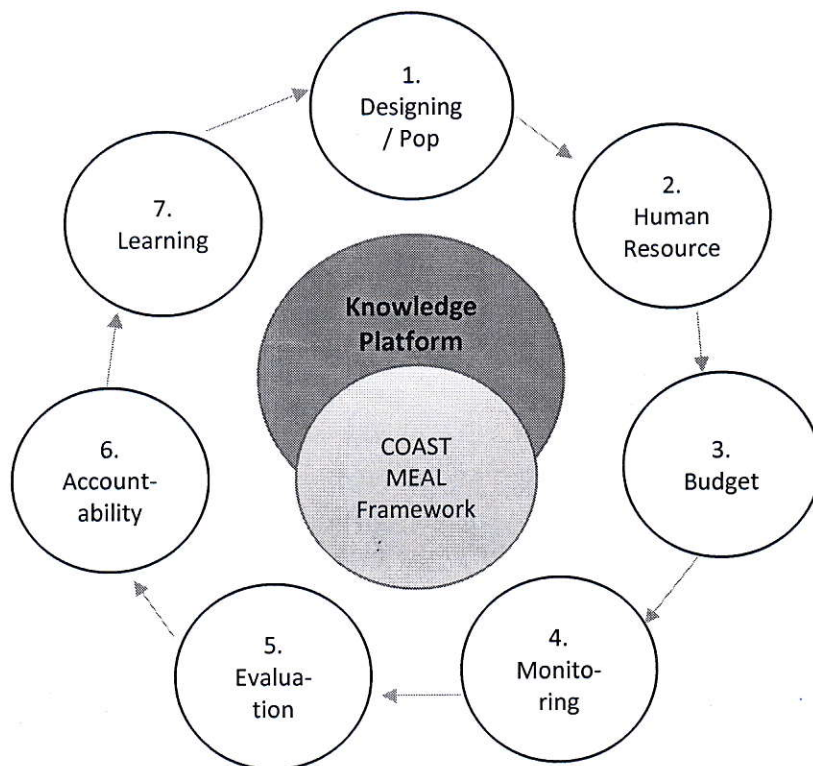 1.
Designing
/ Pop
2.
Human
Resource
3.
Budget
4.
Monito-
ring
5.
Evalua-
tion
6.
Account-
ability
7.
Learning
Knowledge
Platform
COAST
MEAL
Framework